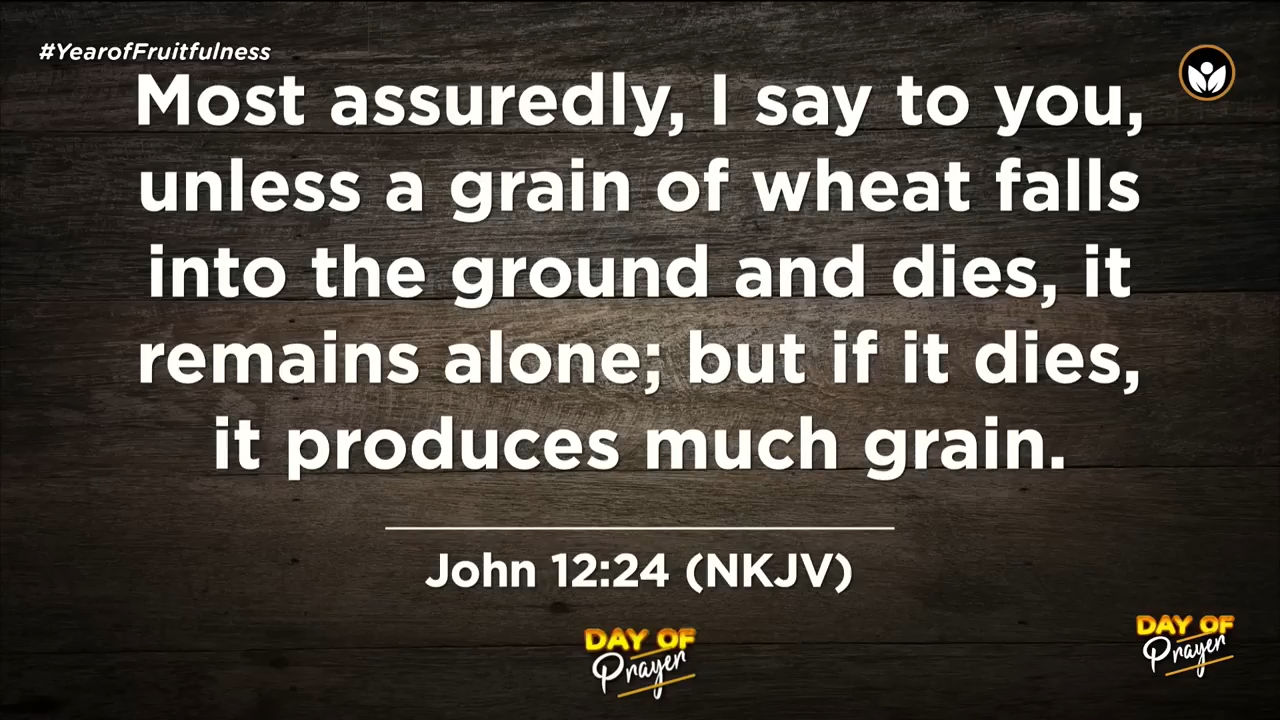 #YearofFruitfulness
Most assuredly, I say to you,
unless a grain of wheat falls
into the ground and dies, it
remains alone; but if it dies,
it produces much grain.
John 12:24 (NKJV)
DAY OF
Prayer
DAY OF
Prayer